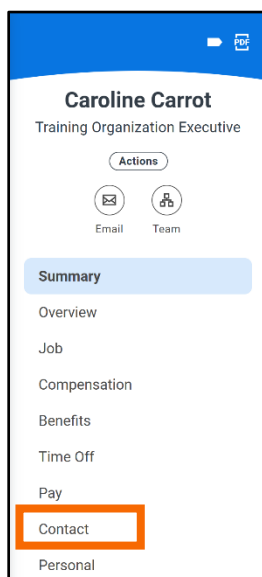 PDF
Caroline Carrot
Training Organization Executive
Actions
Email Team
Summary
Overview
Job
Compensation
Benefits
Time Off
Pay
Contact
Personal